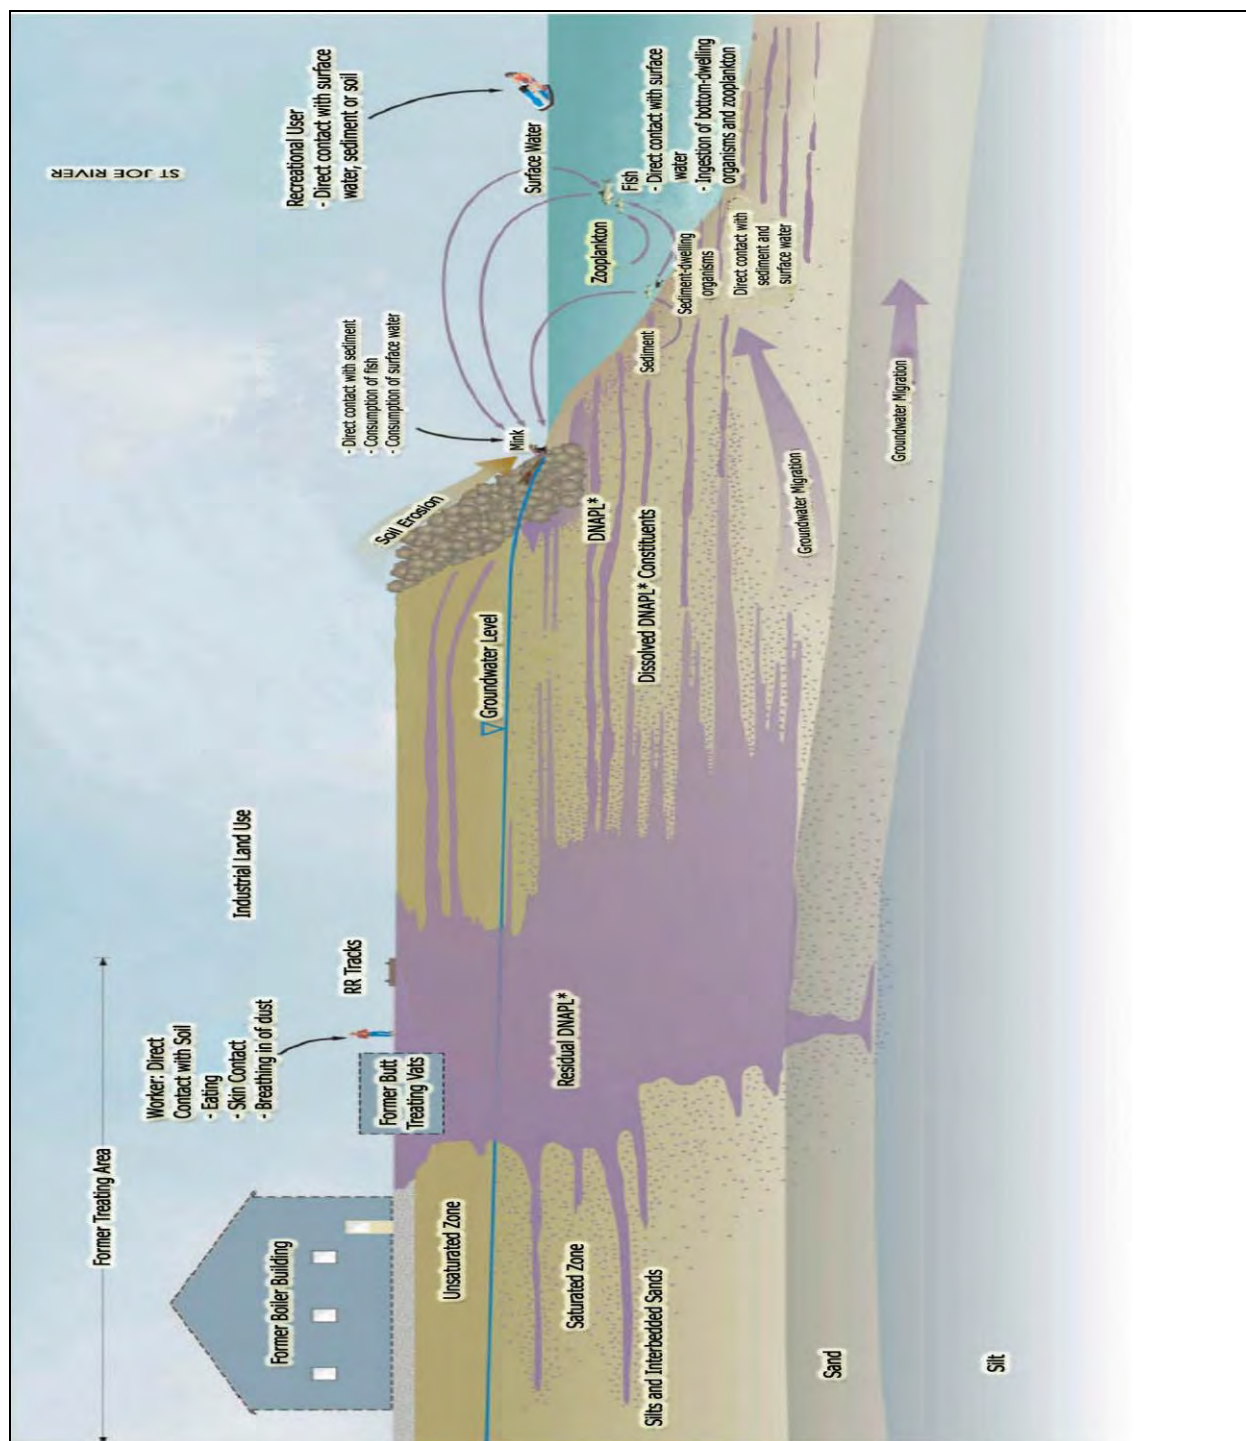 Former Treating Area
Worker: Direct
Contact with Soil
- Eating
- Skin Contact
- Breathing in of dust
Industrial Land Use
ST JOE RIVER
Recreational User
- Direct contact with surface
water, sediment or soil
Former Boiler Building
RR Tracks
- Direct contact with sediment
- Consumption of fish
- Consumption of surface water
Soil Erosion
Mink
Former Butt
Treating Vats
Surface Water
Unsaturated Zone
Groundwater Level
Zooplankton
Fish
- Direct contact with surface
water
- Ingestion of bottom-dwelling
organisms and zooplankton
Residual DNAPL*
DNAPL*
Saturated Zone
Dissolved DNAPL* Constituents
Sediment
Sediment-dwelling
organisms
Direct contact with
sediment and
surface water
Silts and Interbedded Sands
Groundwater Migration
Groundwater Migration
Sand
Silt